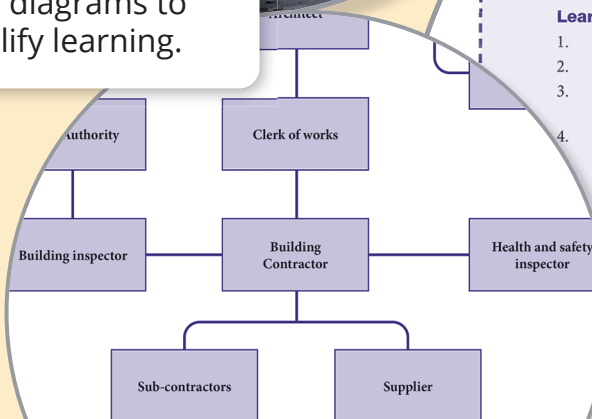 diagrams to
lify learning.
Lear
1.
2.
3.
4.
Architect
Authority
Clerk of works
Building inspector
Building
Contractor
Health and safety
inspector
Sub-contractors
Supplier